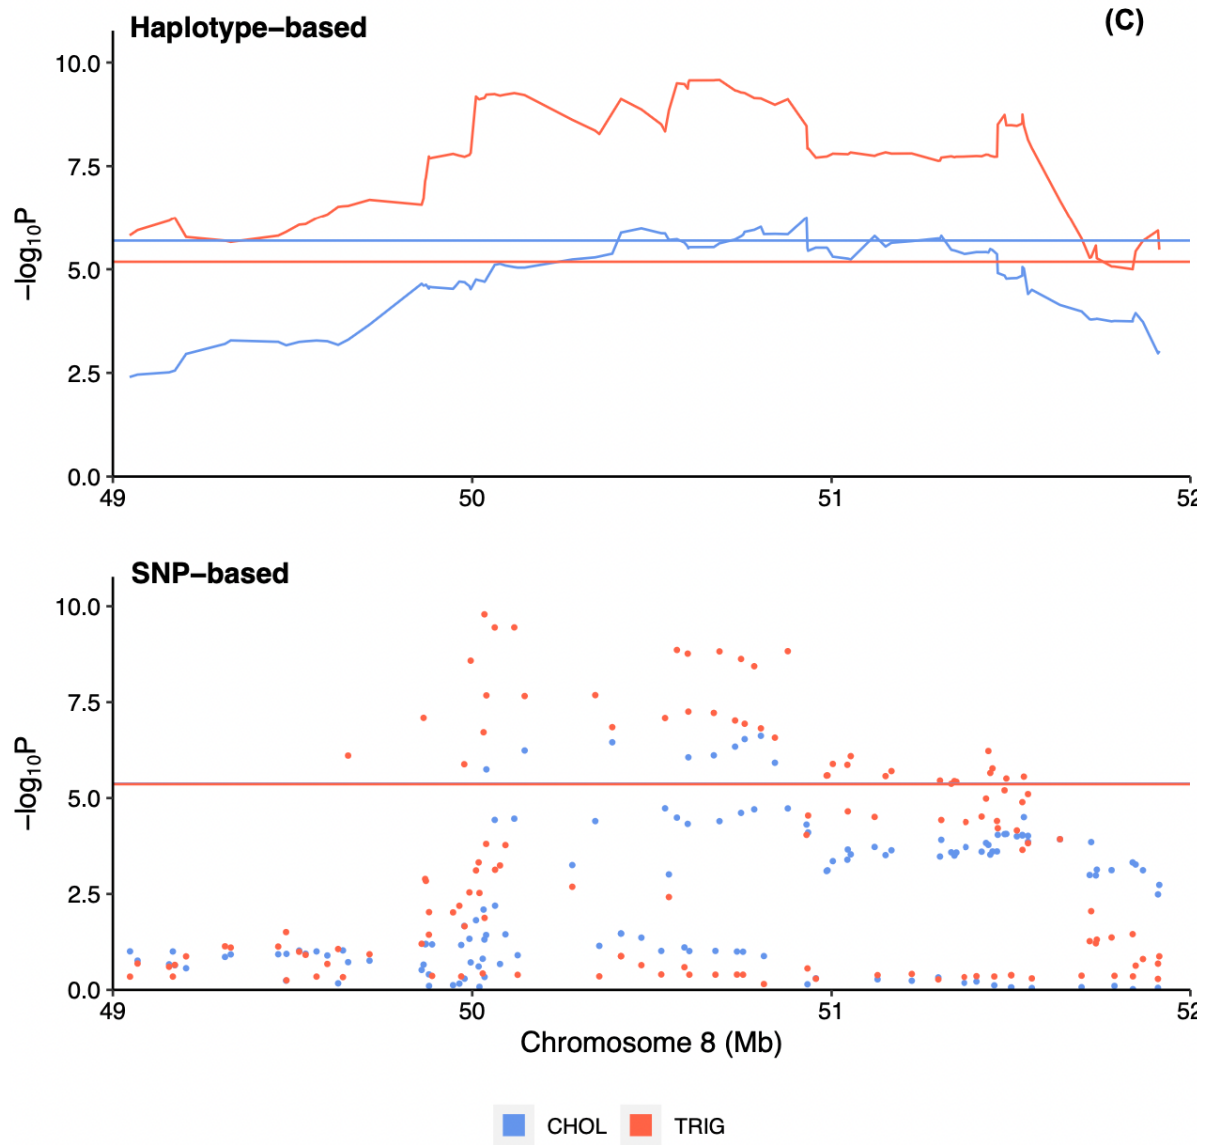 Haplotype–based
(C)
10.0
7.5
5.0
2.5
0.0
–log10P
49
50
51
52
SNP–based
10.0
7.5
5.0
2.5
0.0
–log10P
49
50
51
52
Chromosome 8 (Mb)
CHOL
TRIG